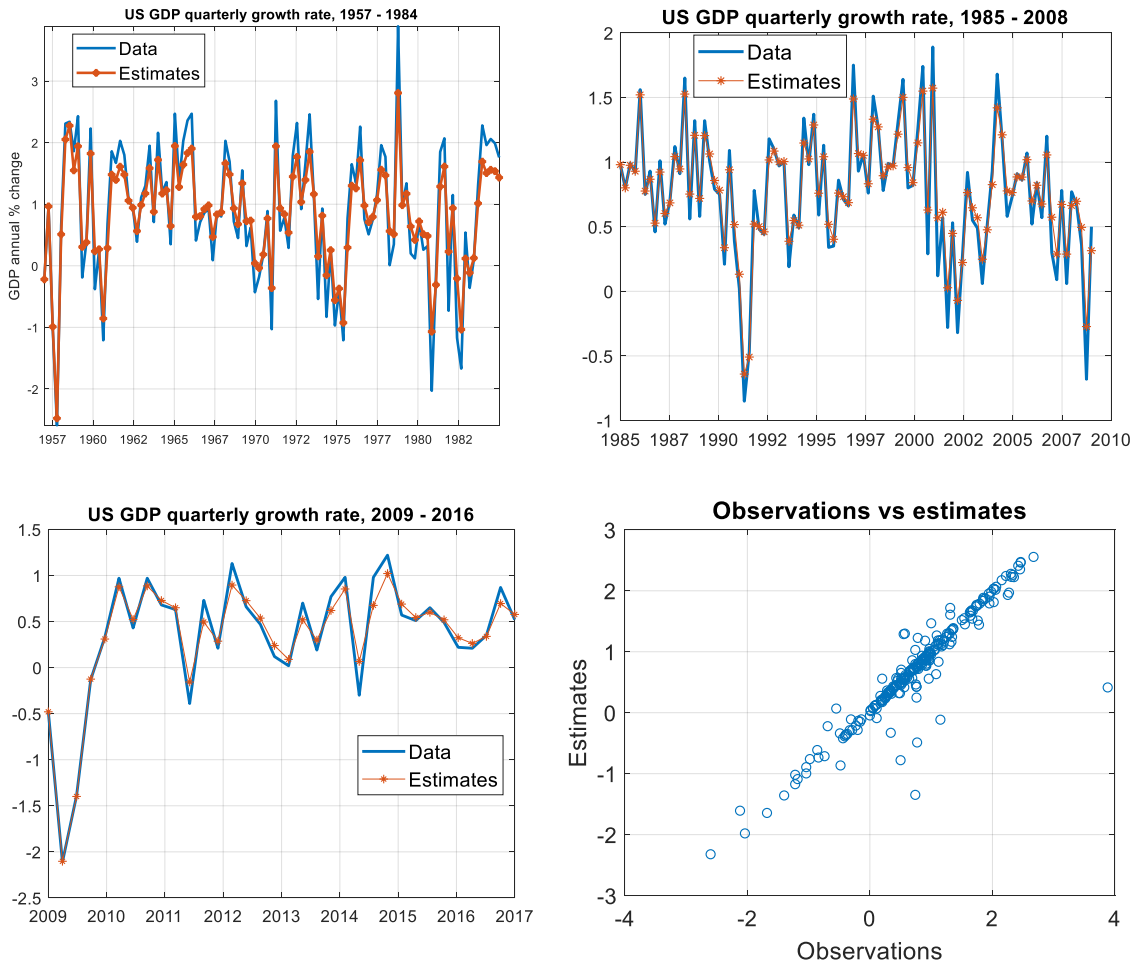 US GDP quarterly growth rate, 1957 - 1984
Data
Estimates
GDP annual % change
3
2
1
0
-1
-2
1957 1960 1962 1965 1967 1970 1972 1975 1977 1980 1982
US GDP quarterly growth rate, 1985 - 2008
Data
Estimates
2
1.5
1
0.5
0
-0.5
-1
1985 1987 1990 1992 1995 1997 2000 2002 2005 2007 2010
US GDP quarterly growth rate, 2009 - 2016
1.5
1
0.5
0
-0.5
-1
-1.5
-2
-2.5
Data
Estimates
2009 2010 2011 2012 2013 2014 2015 2016 2017
Observations vs estimates
Estimates
3
2
1
0
-1
-2
-3
-4 -2 0 2 4
Observations